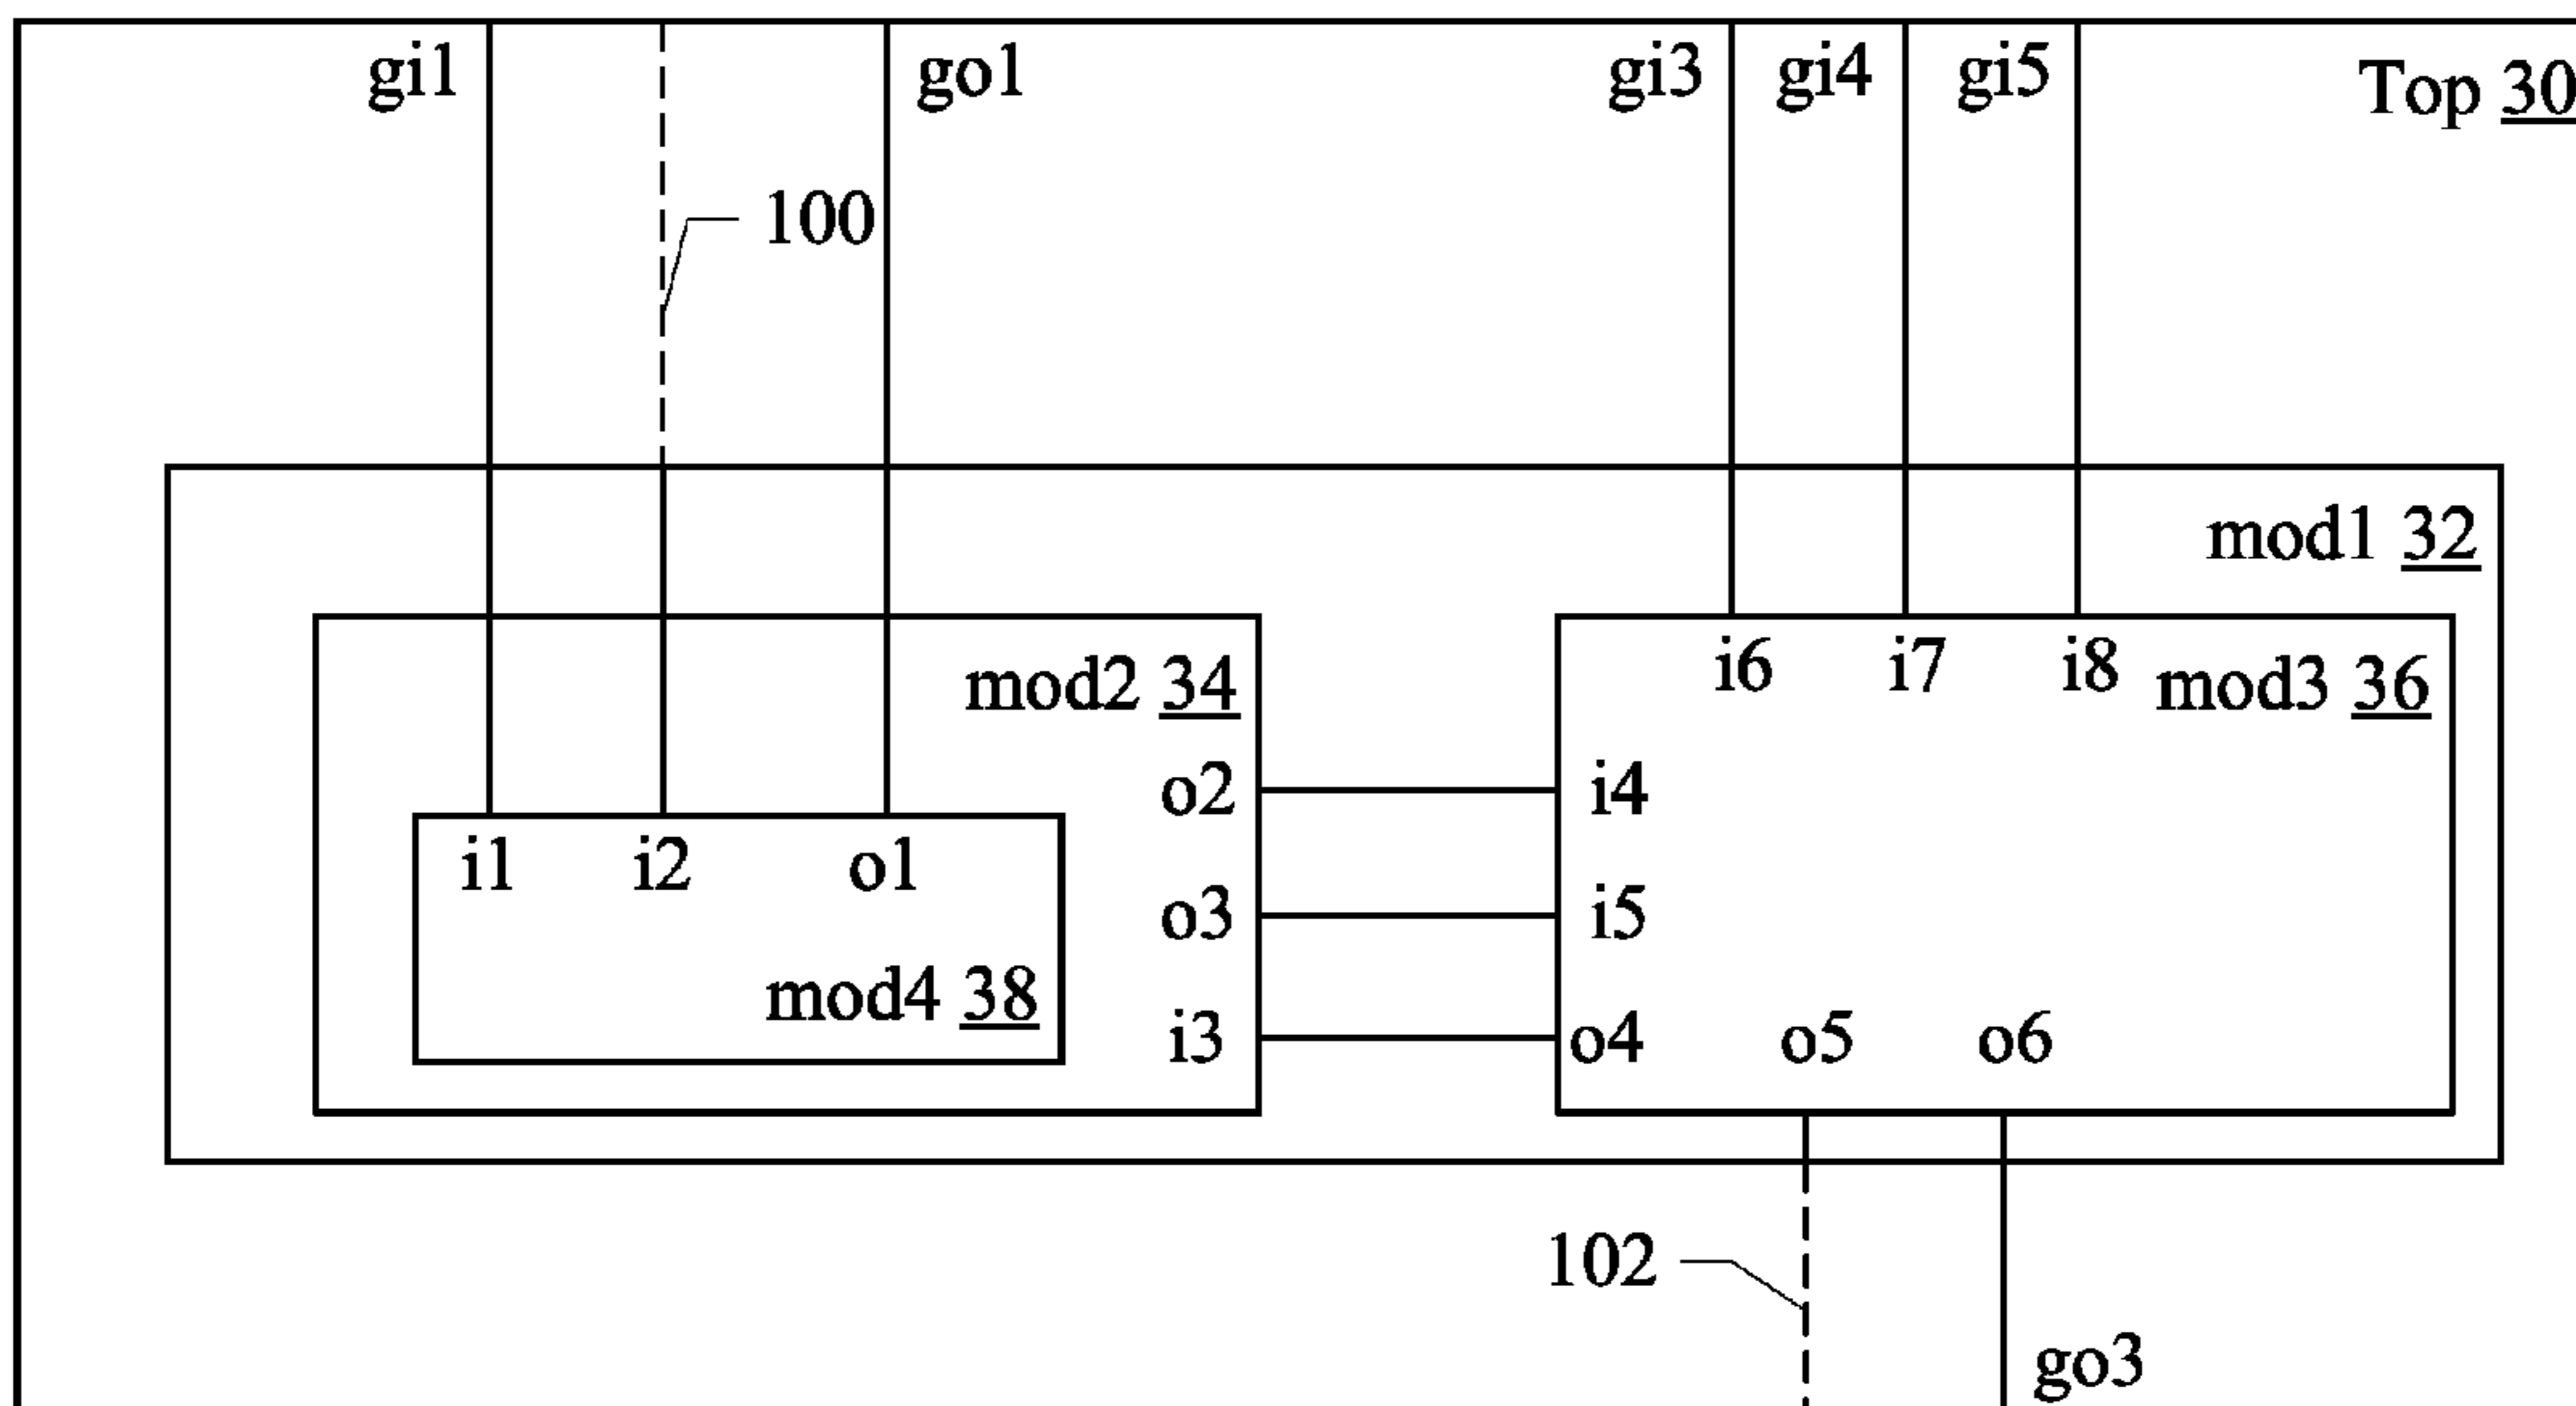 gi1
go1
gi3
gi4
gi5
Top 30
100
mod1 32
mod2 34
i6
i7
i8
mod3 36
o2
i4
i1
i2
o1
o3
i5
mod4 38
i3
o4
o5
o6
102
go3